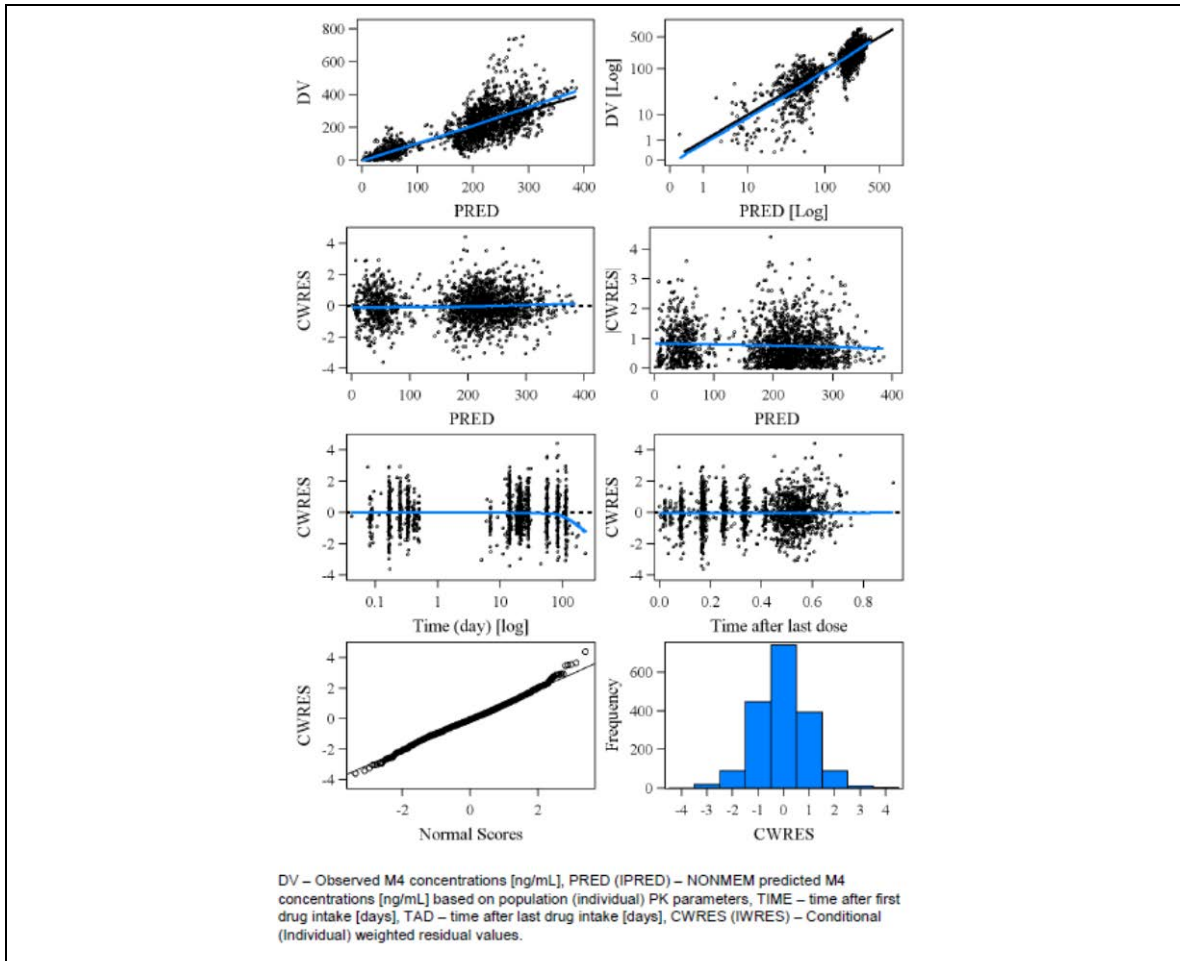 800
600
400
200
0
DV
0 100 200 300 400
PRED
500
100
10
1
0
DV [Log]
0 1 10 100 500
PRED [Log]
4
2
0
-2
-4
CWRES
0 100 200 300 400
PRED
4
3
2
1
0
|CWRES|
0 100 200 300 400
PRED
4
2
0
-2
-4
CWRES
0.1 1 10 100
Time (day) [log]
4
2
0
-2
-4
CWRES
0.0 0.2 0.4 0.6 0.8
Time after last dose
4
2
0
-2
-4
CWRES
-2 0 2
Normal Scores
600
400
200
0
Frequency
-4 -3 -2 -1 0 1 2 3 4
CWRES
DV – Observed M4 concentrations [ng/mL], PRED (IPRED) – NONMEM predicted M4
concentrations [ng/mL] based on population (individual) PK parameters, TIME – time after first
drug intake [days], TAD – time after last drug intake [days], CWRES (IWRES) – Conditional
(Individual) weighted residual values.